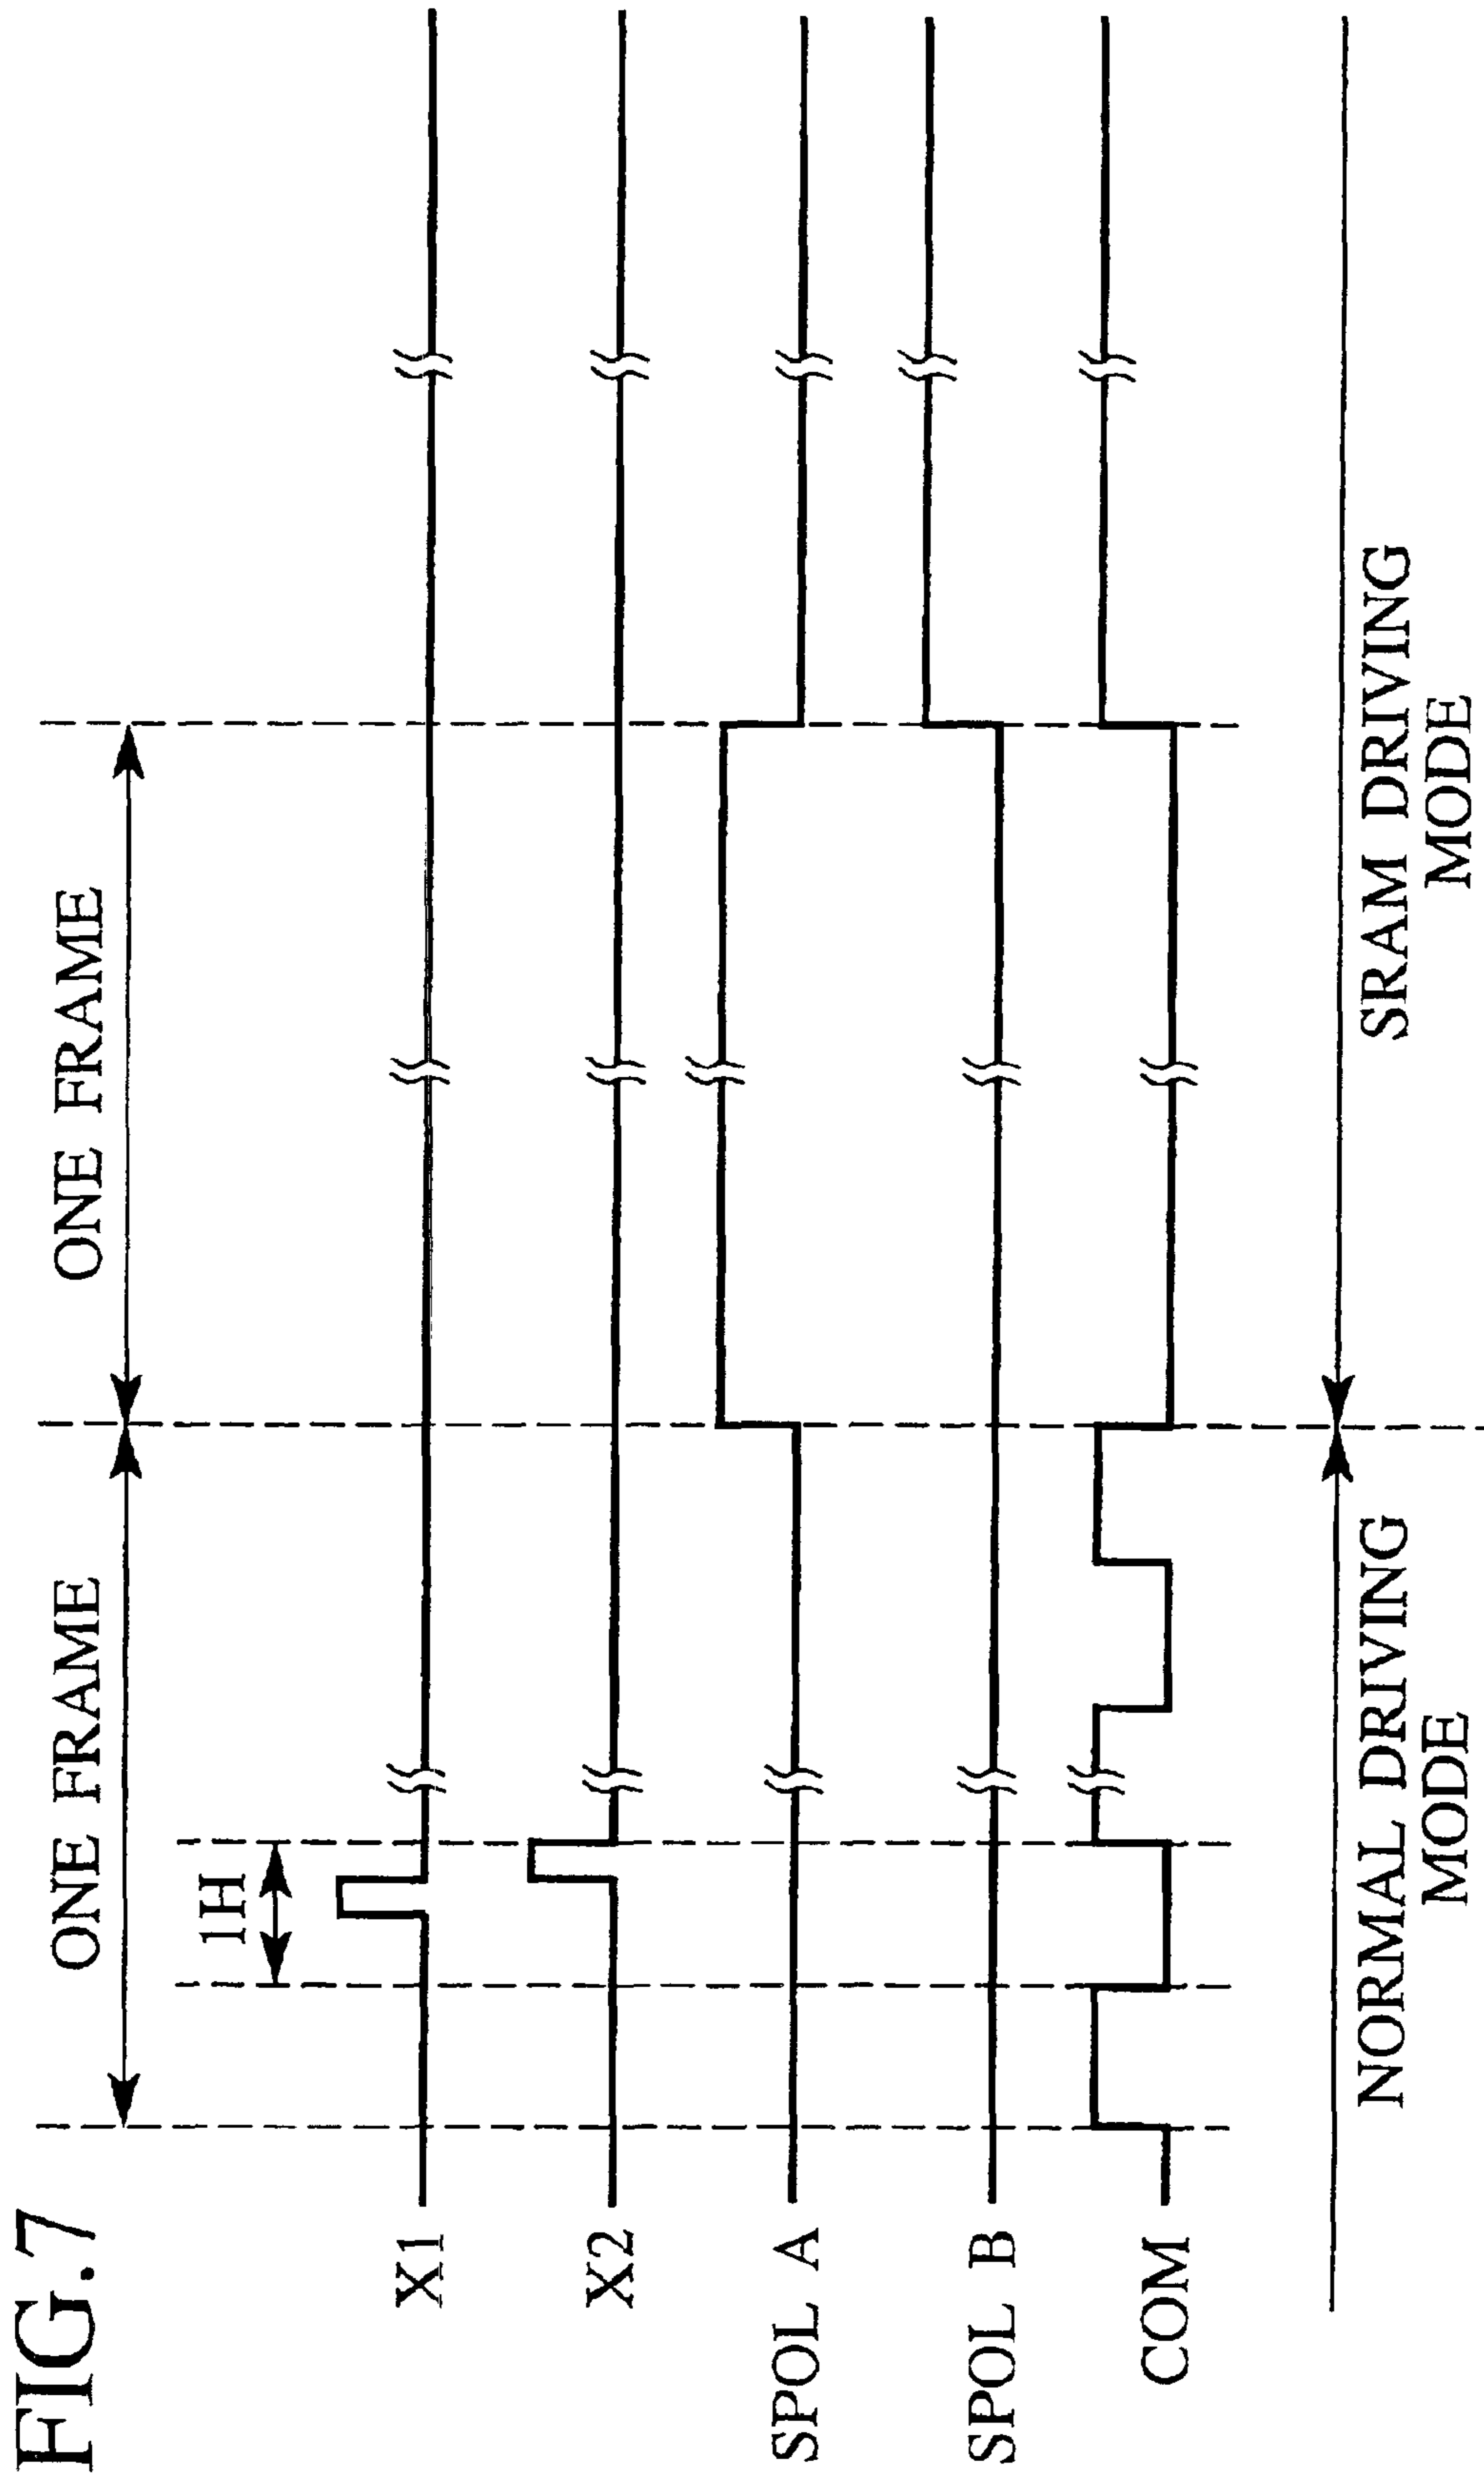 FIG.7
ONE FRAME
ONE FRAME
1H
X1
X2
SPOL A
SPOL B
COM
NORMAL DRIVING
MODE
SRAM DRIVING
MODE